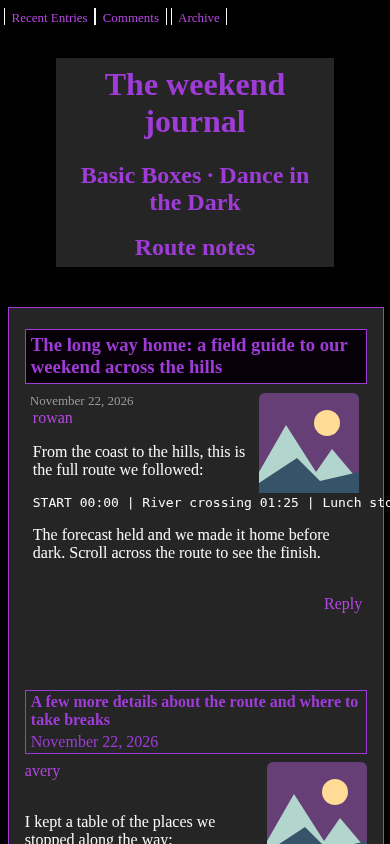 Recent Entries Comments Archive
The weekend
journal
Basic Boxes · Dance in
the Dark
Route notes
The long way home: a field guide to our
weekend across the hills
November 22, 2026
rowan
From the coast to the hills, this is
the full route we followed:
START 00:00 | River crossing 01:25 | Lunch
The forecast held and we made it home before
dark. Scroll across the route to see the finish.
Reply
A few more details about the route and where to
take breaks
November 22, 2026
avery
I kept a table of the places we
stopped along the way: